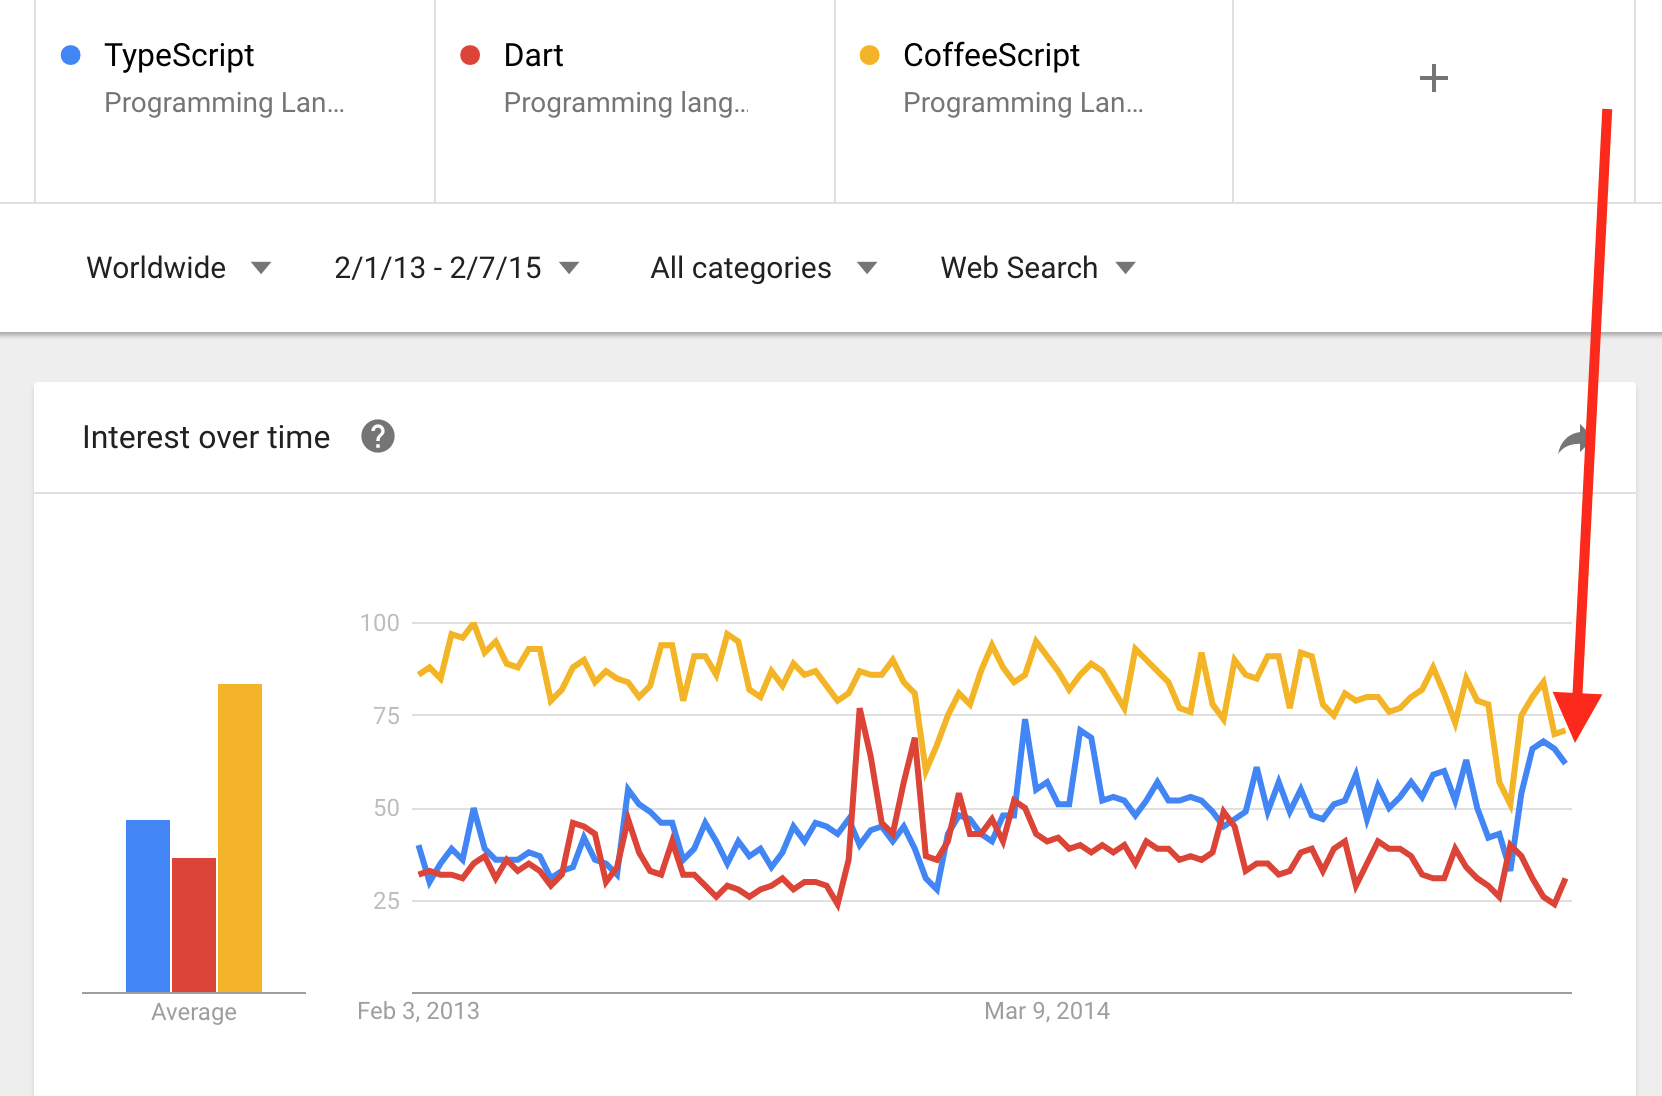 TypeScript
Programming Lan...
Dart
Programming lang...
CoffeeScript
Programming Lan...
+
Worldwide
2/1/13 - 2/7/15
All categories
Web Search
Interest over time
?
100
75
50
25
Average
Feb 3, 2013
Mar 9, 2014